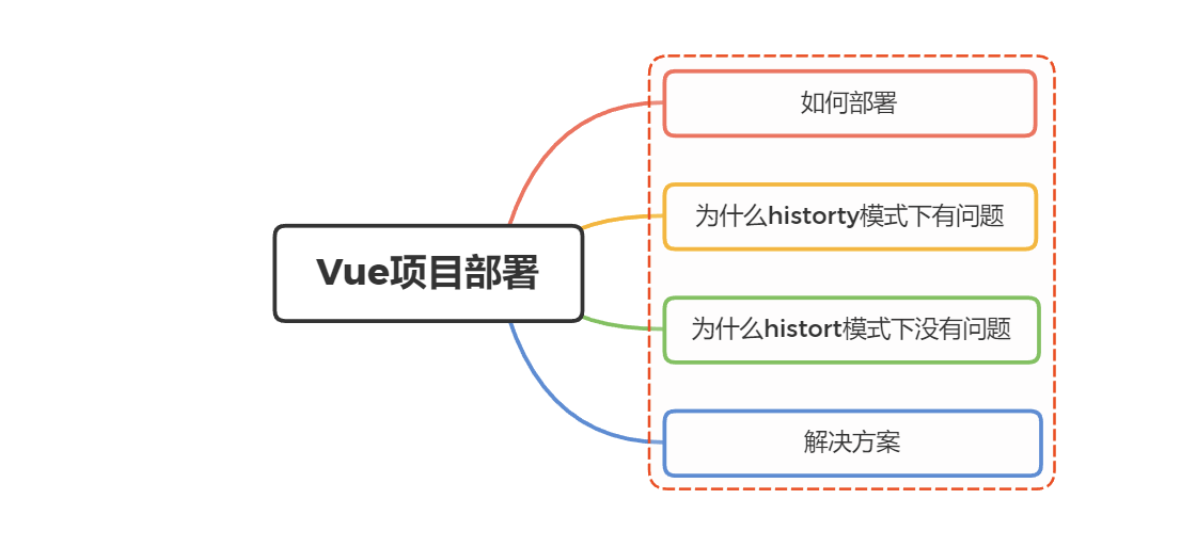 如何部署
为什么historty模式下有问题
Vue项目部署
为什么histort模式下没有问题
解决方案